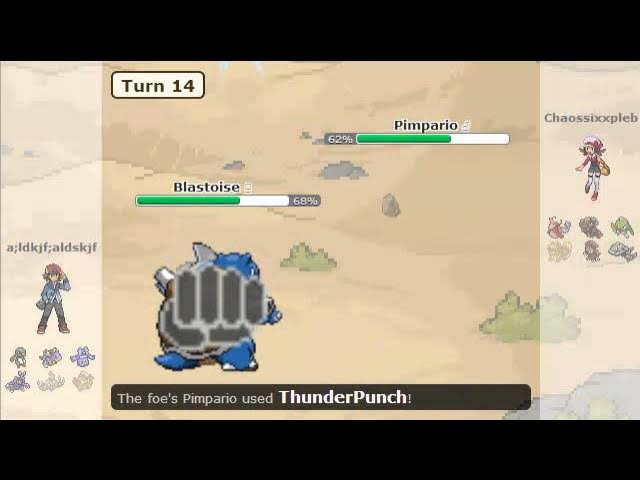 Turn 14
Chaossixxpleb
Pimpario
62%
Blastoise
68%
a;ldkjf;aldskjf
The foe's Pimpario used ThunderPunch!